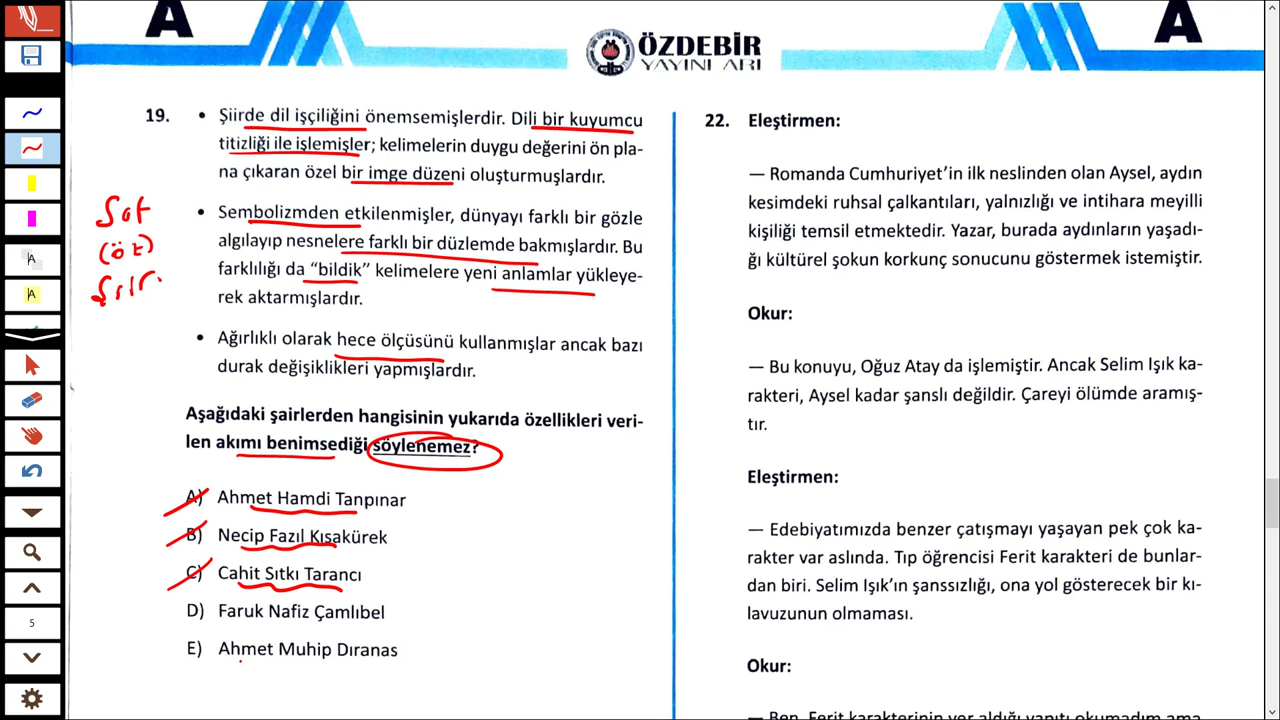 A
A
ÖZDEBİR
YAYINLARI
19.
• Şiirde dil işçiliğini önemsemişlerdir. Dili bir kuyumcu
titizliği ile işlemişler; kelimelerin duygu değerini ön pla-
na çıkaran özel bir imge düzeni oluşturmuşlardır.
• Sembolizmden etkilenmişler, dünyayı farklı bir gözle
algılayıp nesnelere farklı bir düzlemde bakmışlardır. Bu
farklılığı da “bildik” kelimelere yeni anlamlar yükleye-
rek aktarmışlardır.
• Ağırlıklı olarak hece ölçüsünü kullanmışlar ancak bazı
durak değişiklikleri yapmışlardır.
Saf
(öz)
Şiir
Aşağıdaki şairlerden hangisinin yukarıda özellikleri veri-
len akımı benimsediği söylenemez?
A) Ahmet Hamdi Tanpınar
B) Necip Fazıl Kısakürek
C) Cahit Sıtkı Tarancı
D) Faruk Nafiz Çamlıbel
E) Ahmet Muhip Dıranas
22. Eleştirmen:
— Romanda Cumhuriyet’in ilk neslinden olan Aysel, aydın
kesimdeki ruhsal çalkantıları, yalnızlığı ve intihara meyilli
kişiliği temsil etmektedir. Yazar, burada aydınların yaşadı-
ğı kültürel şokun korkunç sonucunu göstermek istemiştir.
Okur:
— Bu konuyu, Oğuz Atay da işlemiştir. Ancak Selim Işık ka-
rakteri, Aysel kadar şanslı değildir. Çareyi ölümde aramış-
tır.
Eleştirmen:
— Edebiyatımızda benzer çatışmayı yaşayan pek çok ka-
rakter var aslında. Tıp öğrencisi Ferit karakteri de bunlar-
dan biri. Selim Işık’ın şanssızlığı, ona yol gösterecek bir kı-
lavuzunun olmaması.
Okur:
— Ben, Ferit karakterinin yer aldığı yapıtı okumadım ama
A
A
5